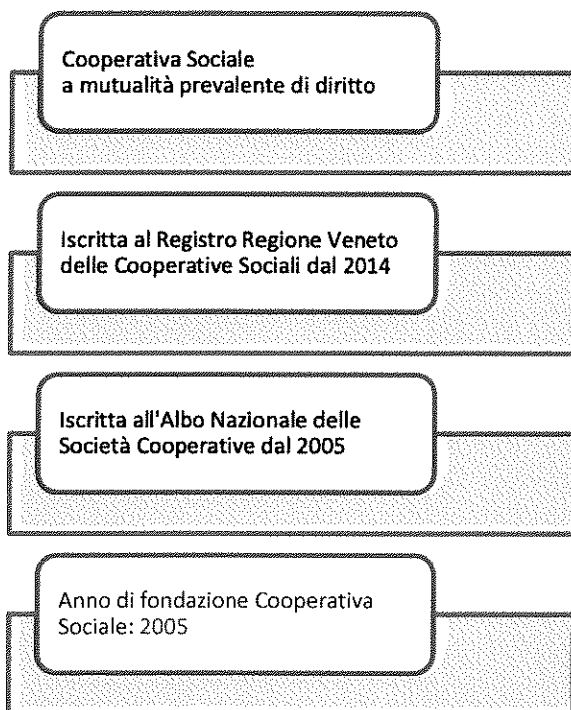 Cooperativa Sociale
a mutualità prevalente di diritto
Iscritta al Registro Regione Veneto
delle Cooperative Sociali dal 2014
Iscritta all'Albo Nazionale delle
Società Cooperative dal 2005
Anno di fondazione Cooperativa
Sociale: 2005